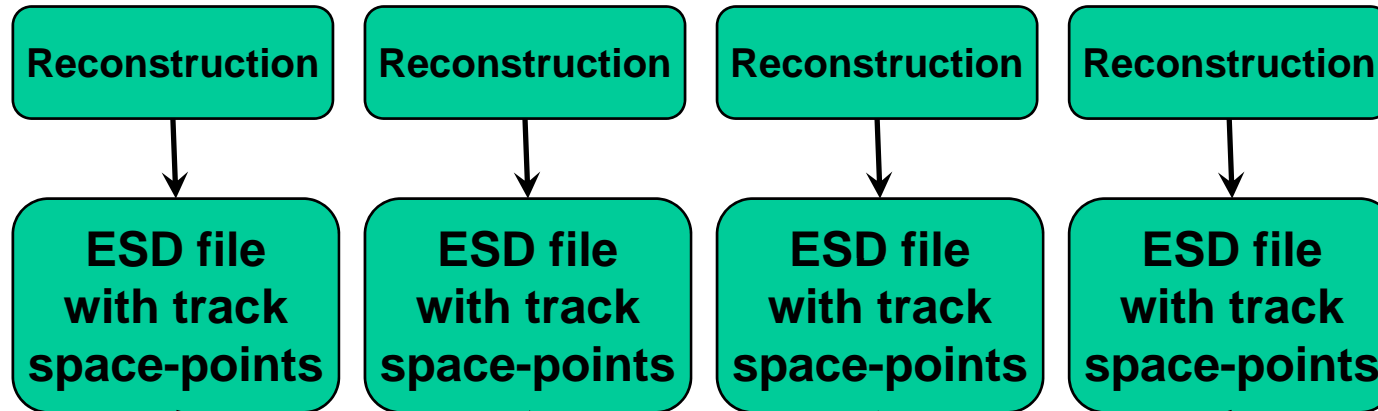 Reconstruction Reconstruction Reconstruction Reconstruction
ESD file ESD file ESD file ESD file
with track with track with track with track
space-points space-points space-points space-points